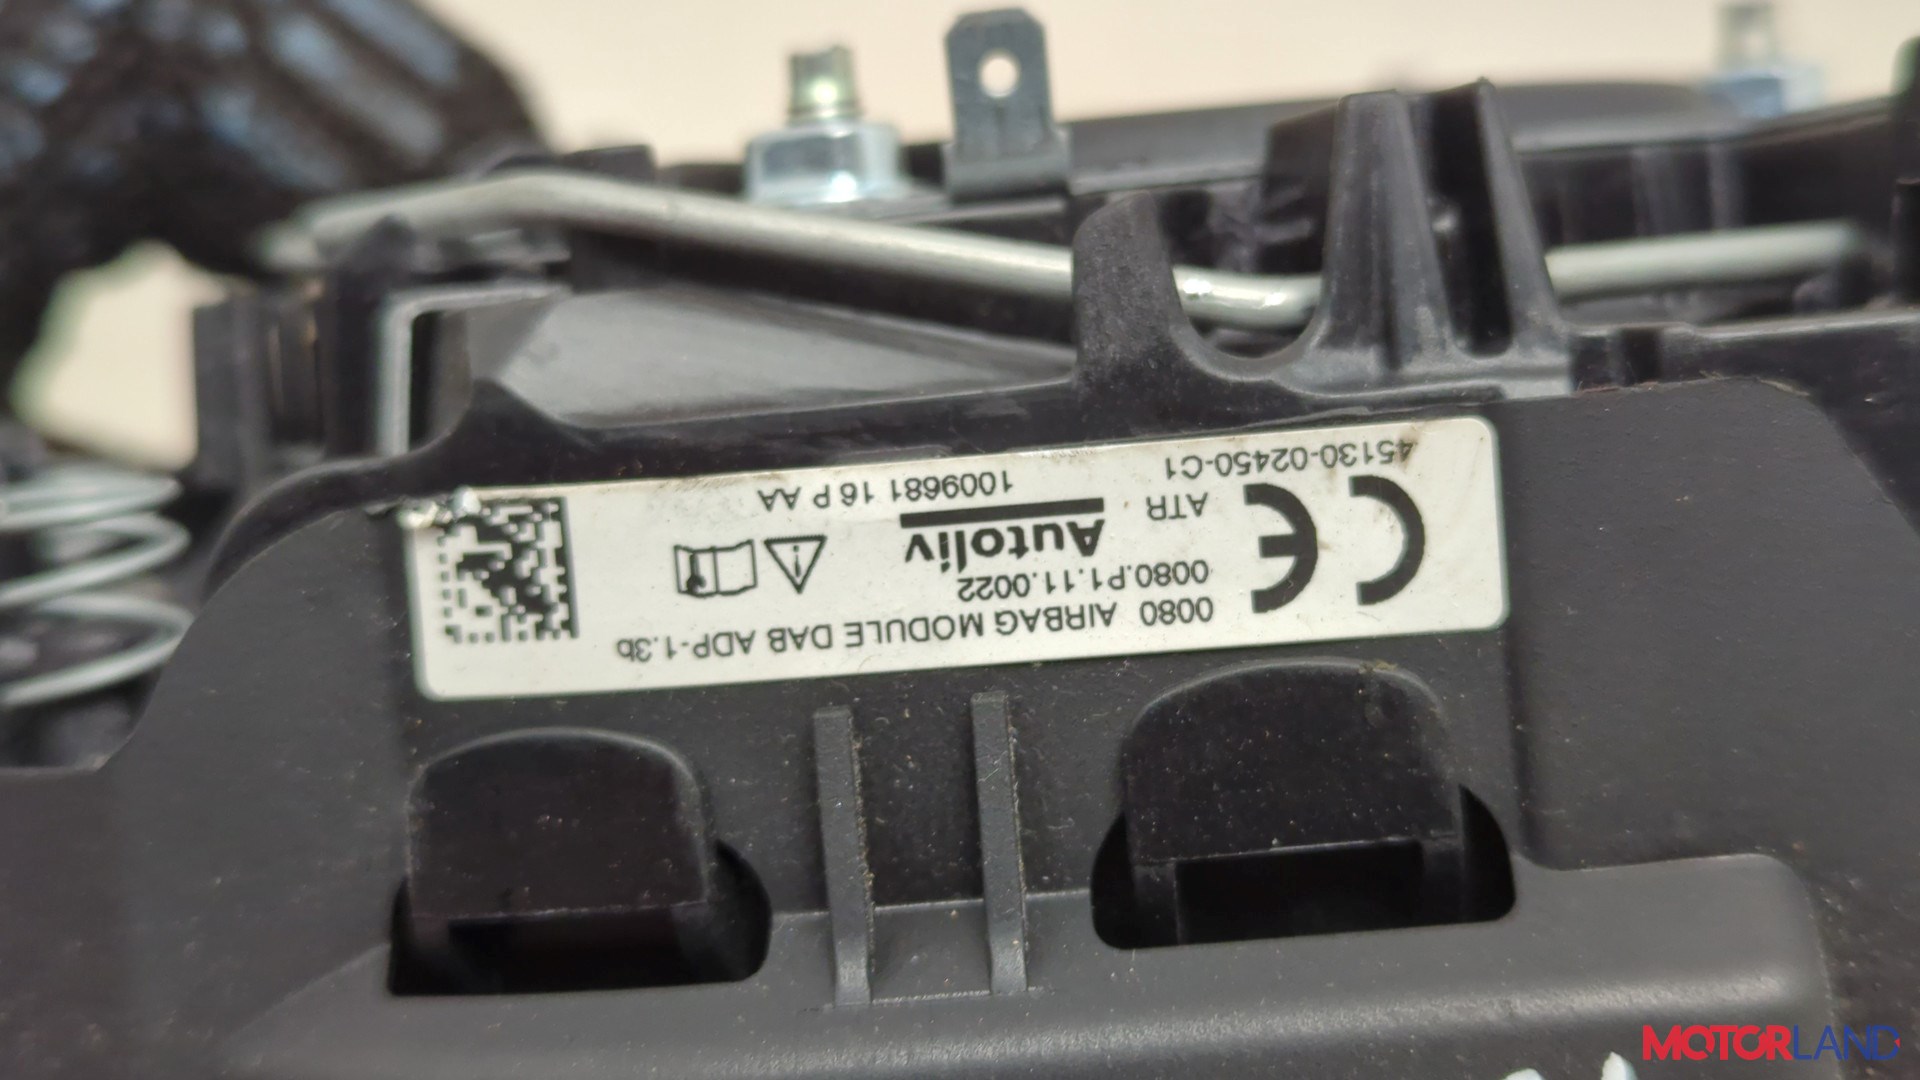 0080 AIRBAG MODULE DAB ADP-1.3b
0080.P1.11.0022
CE
Autoliv
ATR
1009681 16 P AA
45130-02450-C1
MOTORLAND